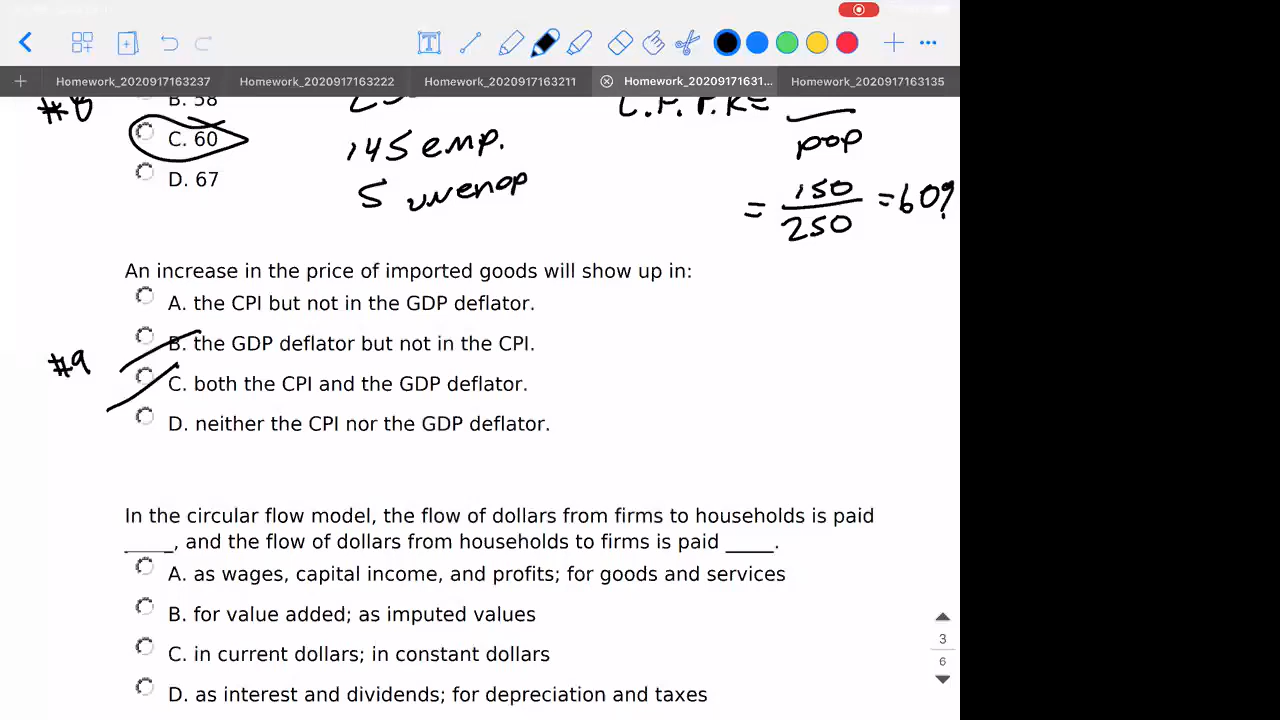 Homework_2020917163237 Homework_2020917163222 Homework_2020917163211 Homework_20209171631... Homework_2020917163135
#8 B. 58
C. 60
D. 67
145 emp.
5 unemp
L.F.P.R =
pop
= 150/250 = 60%
An increase in the price of imported goods will show up in:
A. the CPI but not in the GDP deflator.
B. the GDP deflator but not in the CPI.
#9
C. both the CPI and the GDP deflator.
D. neither the CPI nor the GDP deflator.
In the circular flow model, the flow of dollars from firms to households is paid
____, and the flow of dollars from households to firms is paid ____.
A. as wages, capital income, and profits; for goods and services
B. for value added; as imputed values
C. in current dollars; in constant dollars
D. as interest and dividends; for depreciation and taxes
3
6